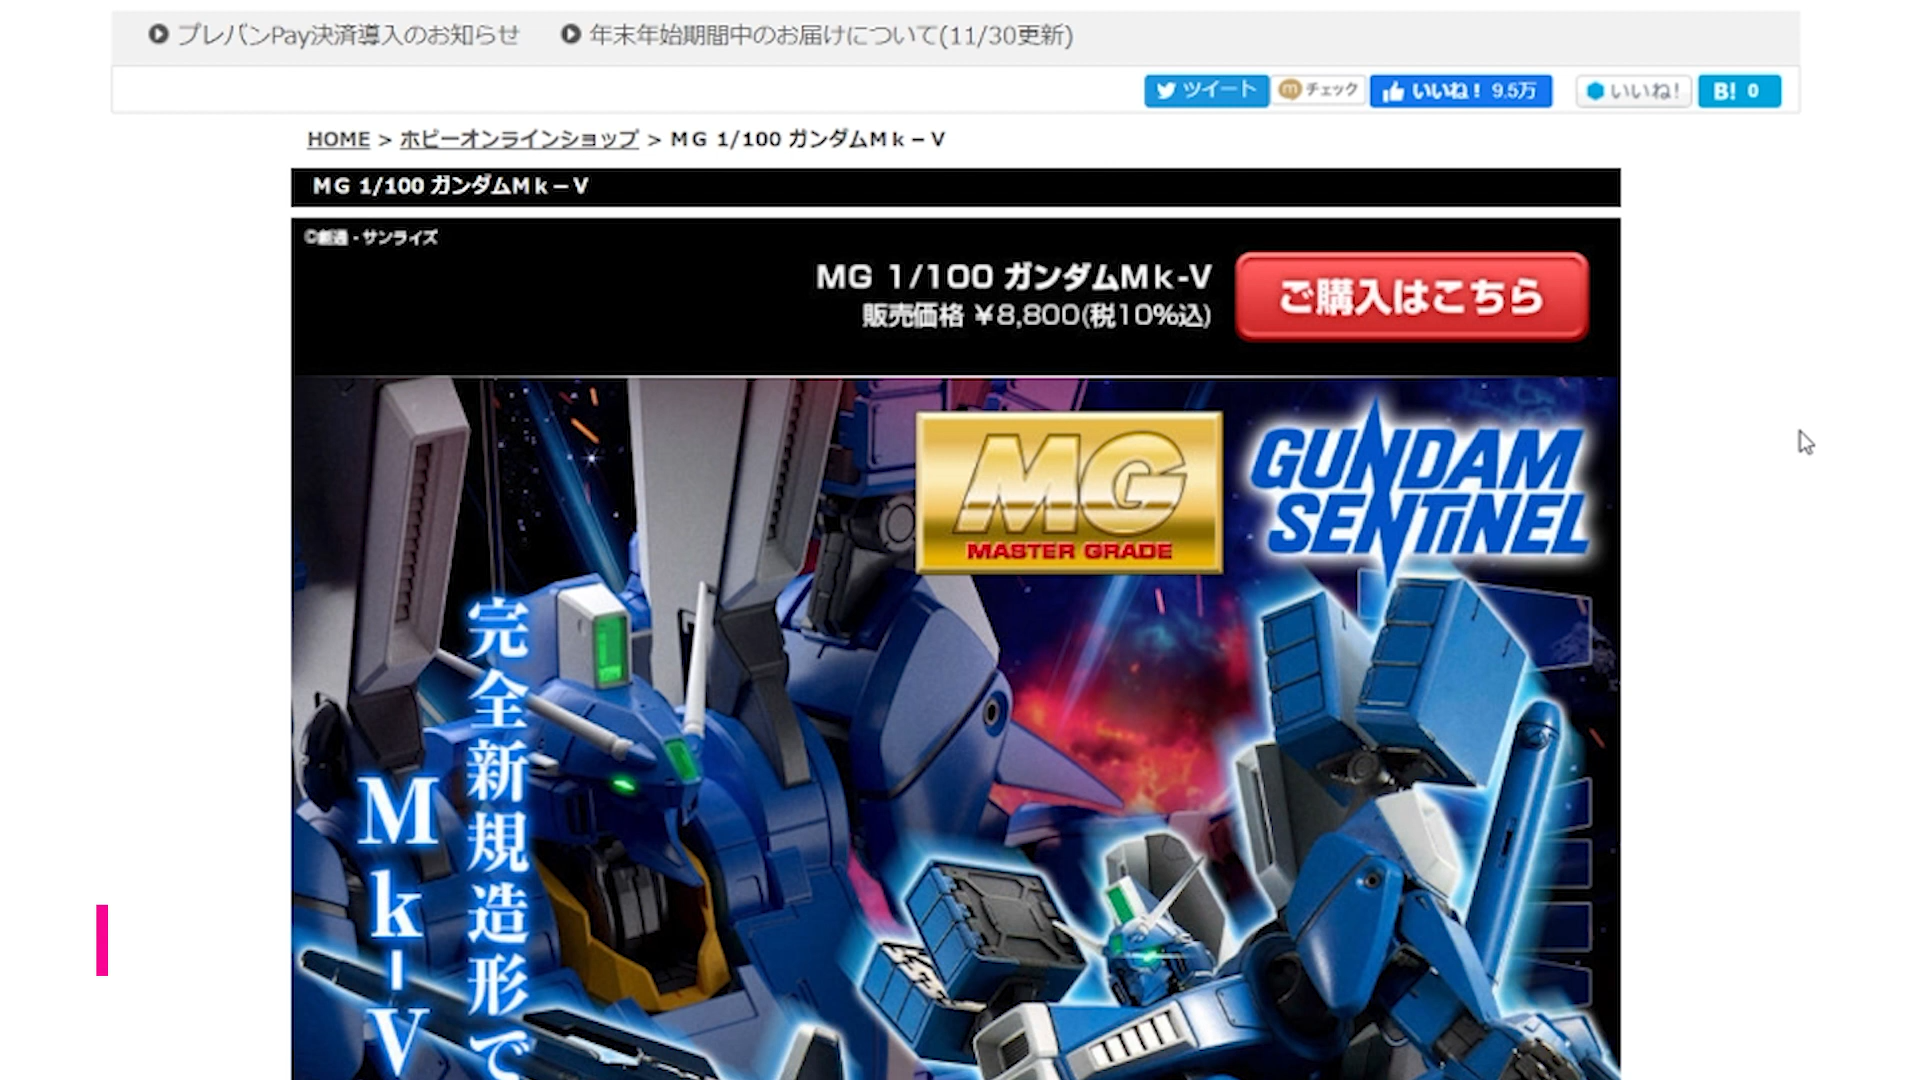 プレバンPay決済導入のお知らせ
年末年始期間中のお届けについて(11/30更新)
ツイート
m チェック
いいね! 9.5万
いいね!
B! 0
HOME > ホビーオンラインショップ > MG 1/100 ガンダムMk－V
MG 1/100 ガンダムMk－V
©創通・サンライズ
MG 1/100 ガンダムMk-V
販売価格 ¥8,800(税10%込)
ご購入はこちら
MG
MASTER GRADE
GUNDAM
SENTINEL
完全新規造形で
Mk-V